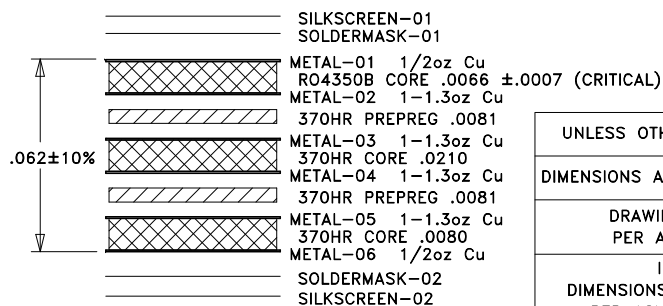 SILKSCREEN-01
SOLDERMASK-01
METAL-01 1/2oz Cu
RO4350B CORE .0066 ±.0007 (CRITICAL)
METAL-02 1-1.3oz Cu
370HR PREPREG .0081
METAL-03 1-1.3oz Cu
370HR CORE .0210
.062±10%
METAL-04 1-1.3oz Cu
370HR PREPREG .0081
METAL-05 1-1.3oz Cu
370HR CORE .0080
METAL-06 1/2oz Cu
SOLDERMASK-02
SILKSCREEN-02
UNLESS OTH
DIMENSIONS A
DRAWI
PER A
DIMENSIONS